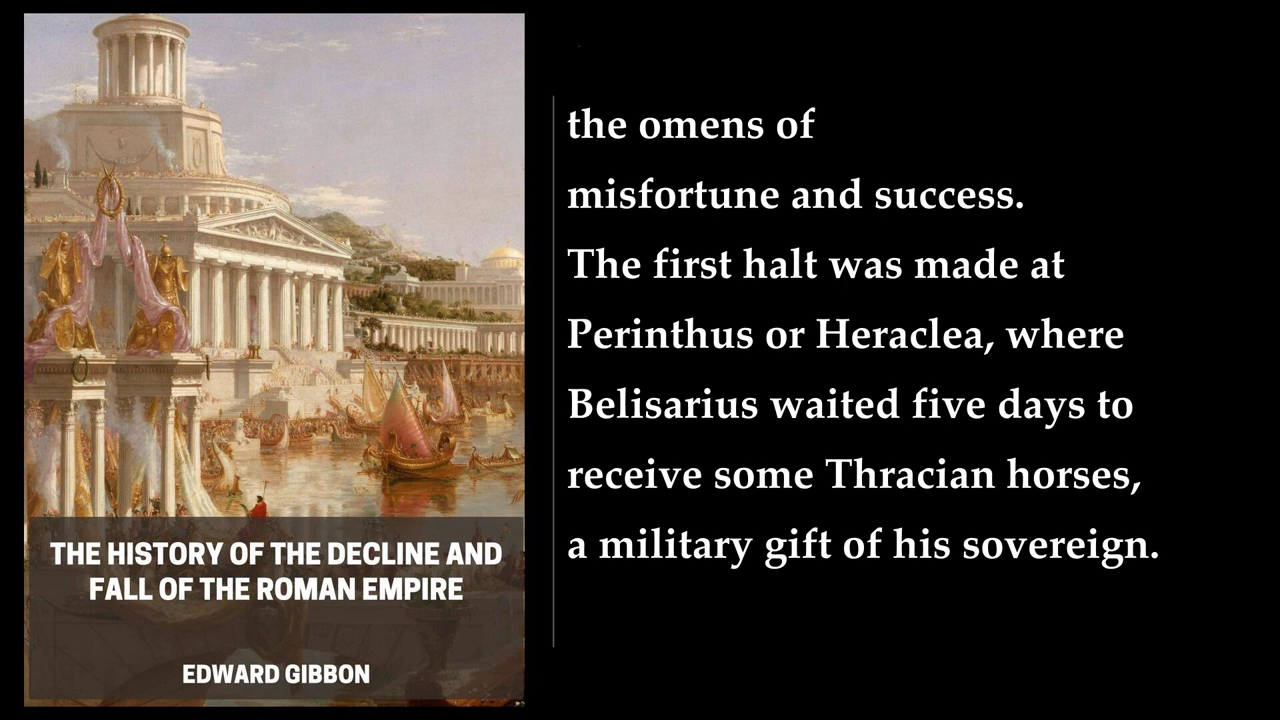 THE HISTORY OF THE DECLINE AND
FALL OF THE ROMAN EMPIRE
EDWARD GIBBON
the omens of
misfortune and success.
The first halt was made at
Perinthus or Heraclea, where
Belisarius waited five days to
receive some Thracian horses,
a military gift of his sovereign.